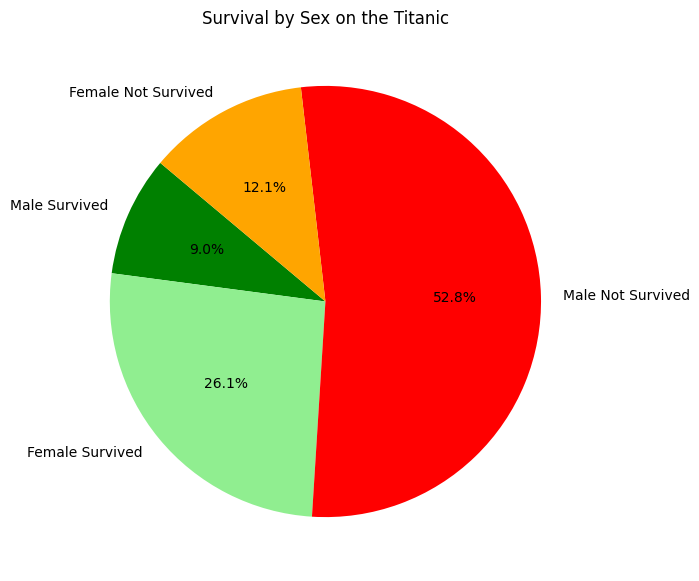 Survival by Sex on the Titanic
Female Not Survived
12.1%
Male Survived
9.0%
52.8%
Male Not Survived
26.1%
Female Survived